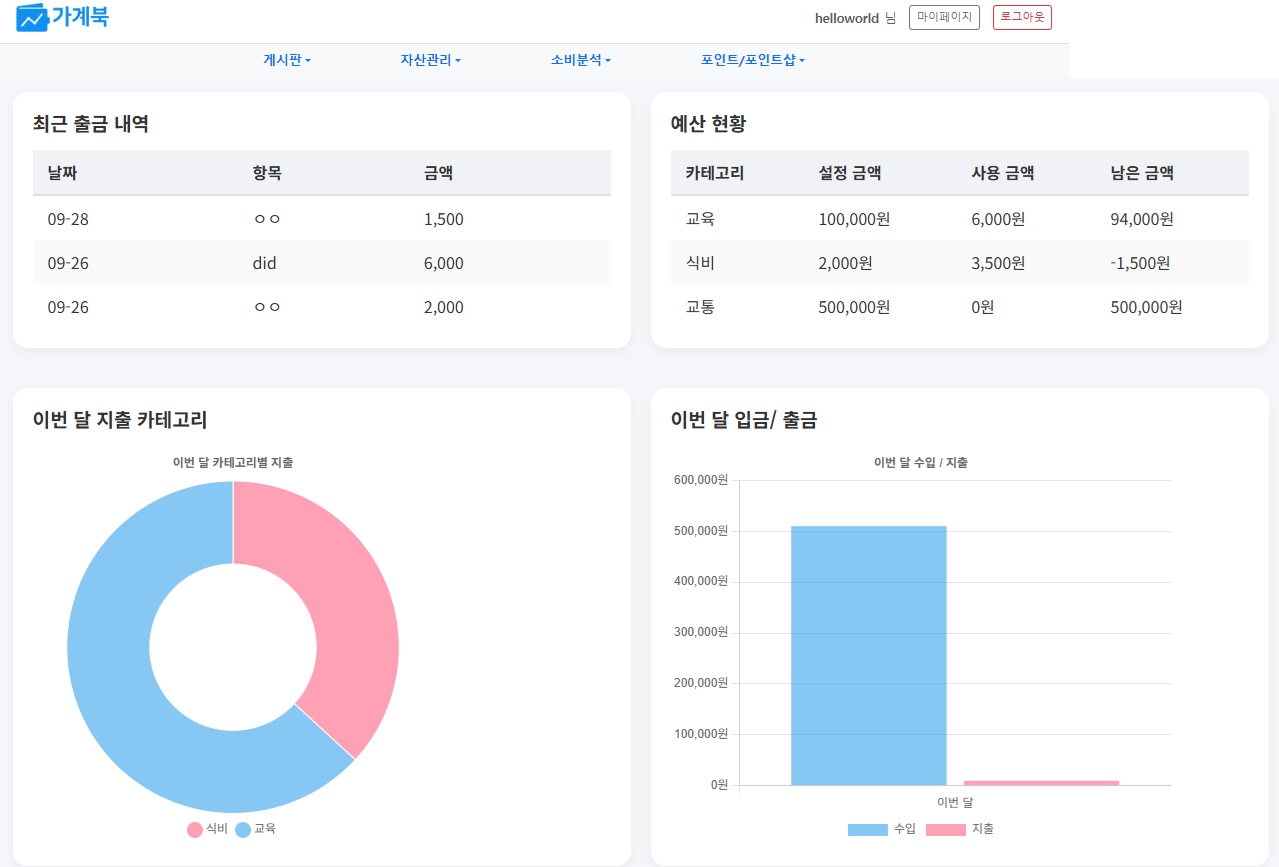 가계북
helloworld 님 마이페이지 로그아웃
게시판 자산관리 소비분석 포인트/포인트샵
최근 출금 내역
날짜 항목 금액
09-28 ㅇㅇ 1,500
09-26 did 6,000
09-26 ㅇㅇ 2,000
예산 현황
카테고리 설정 금액 사용 금액 남은 금액
교육 100,000원 6,000원 94,000원
식비 2,000원 3,500원 -1,500원
교통 500,000원 0원 500,000원
이번 달 지출 카테고리
이번 달 카테고리별 지출
식비 교육
이번 달 입금/ 출금
이번 달 수입 / 지출
600,000원
500,000원
400,000원
300,000원
200,000원
100,000원
0원
이번 달
수입 지출